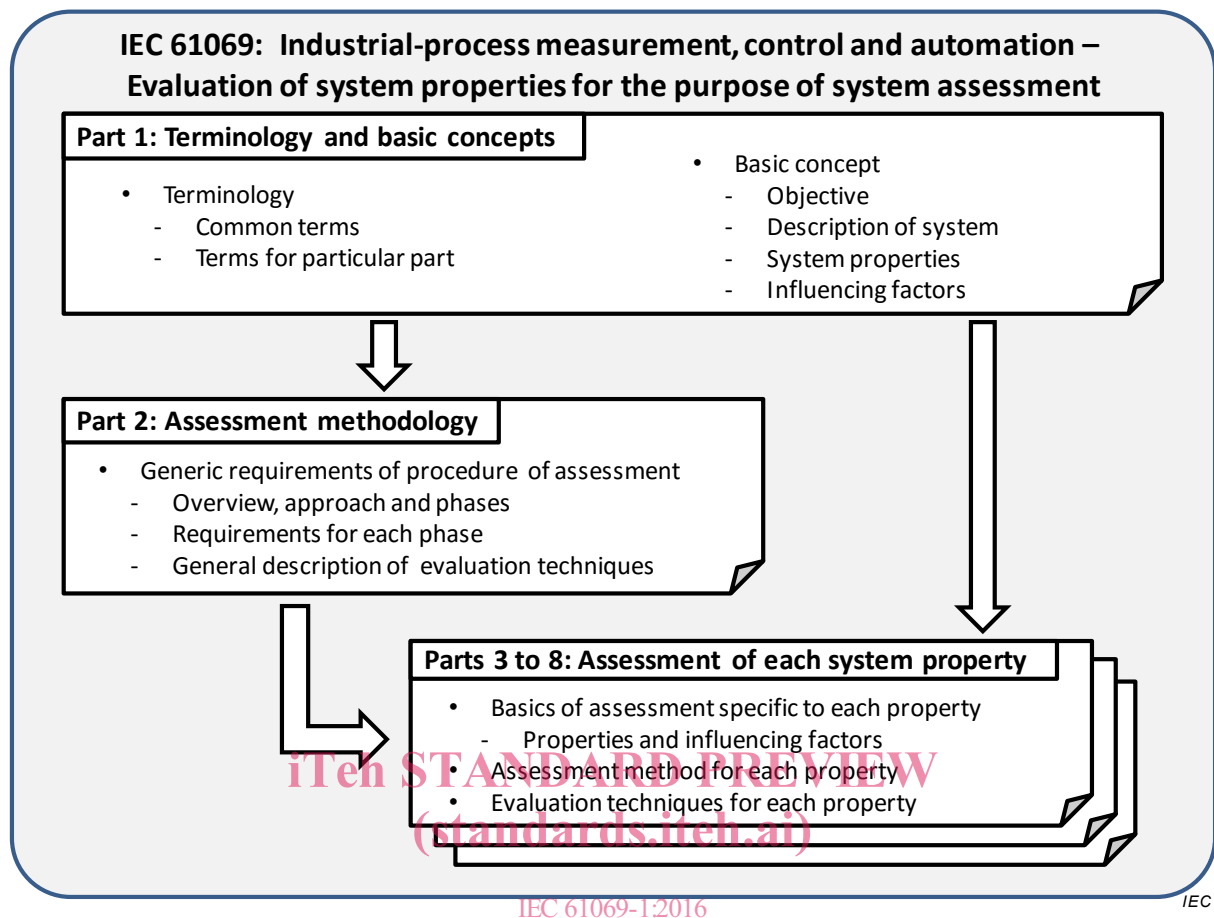 IEC 61069: Industrial-process measurement, control and automation –
Evaluation of system properties for the purpose of system assessment
Part 1: Terminology and basic concepts
• Terminology
- Common terms
- Terms for particular part
• Basic concept
- Objective
- Description of system
- System properties
- Influencing factors
Part 2: Assessment methodology
• Generic requirements of procedure of assessment
- Overview, approach and phases
- Requirements for each phase
- General description of evaluation techniques
Parts 3 to 8: Assessment of each system property
• Basics of assessment specific to each property
- Properties and influencing factors
iTeh STANDARD PREVIEW
• Assessment method for each property
• Evaluation techniques for each property
(standards.iteh.ai)
IEC
IEC 61069-1:2016